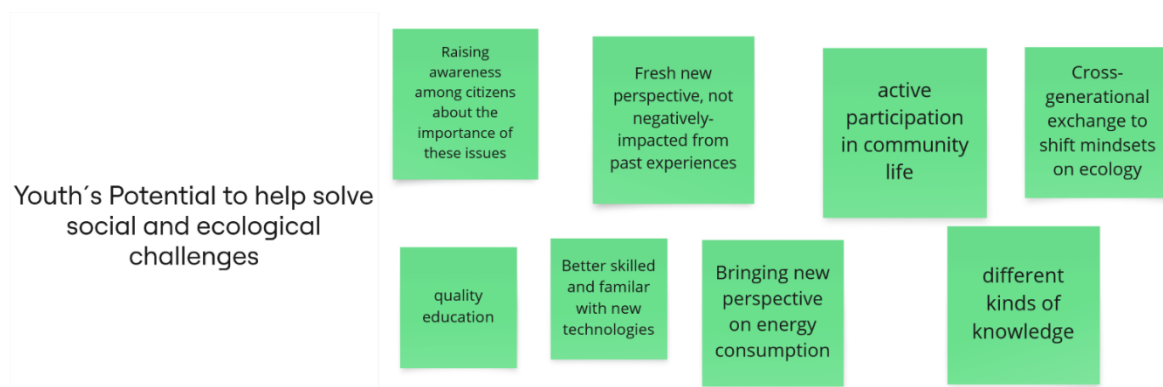 Youth´s Potential to help solve
social and ecological
challenges
Raising
awareness
among citizens
about the
importance of
these issues
Fresh new
perspective, not
negatively-
impacted from
past experiences
active
participation
in community
life
Cross-
generational
exchange to
shift mindsets
on ecology
quality
education
Better skilled
and familar
with new
technologies
Bringing new
perspective
on energy
consumption
different
kinds of
knowledge